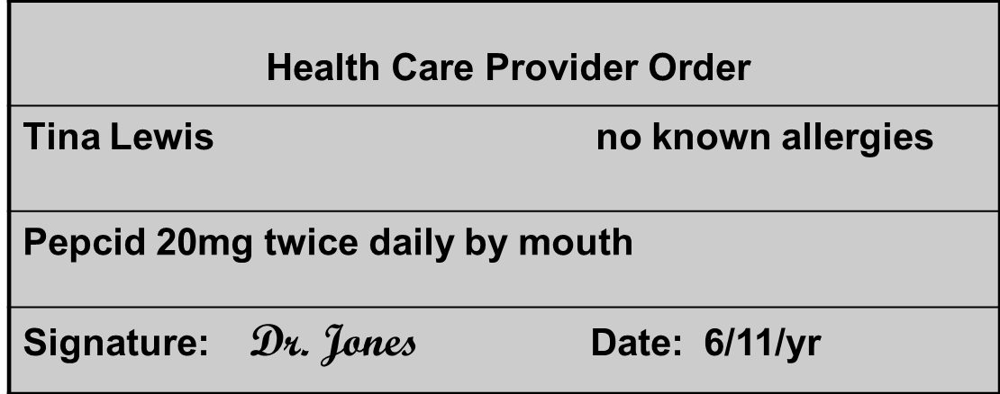 Health Care Provider Order
Tina Lewis no known allergies
Pepcid 20mg twice daily by mouth
Signature: Dr. Jones Date: 6/11/yr